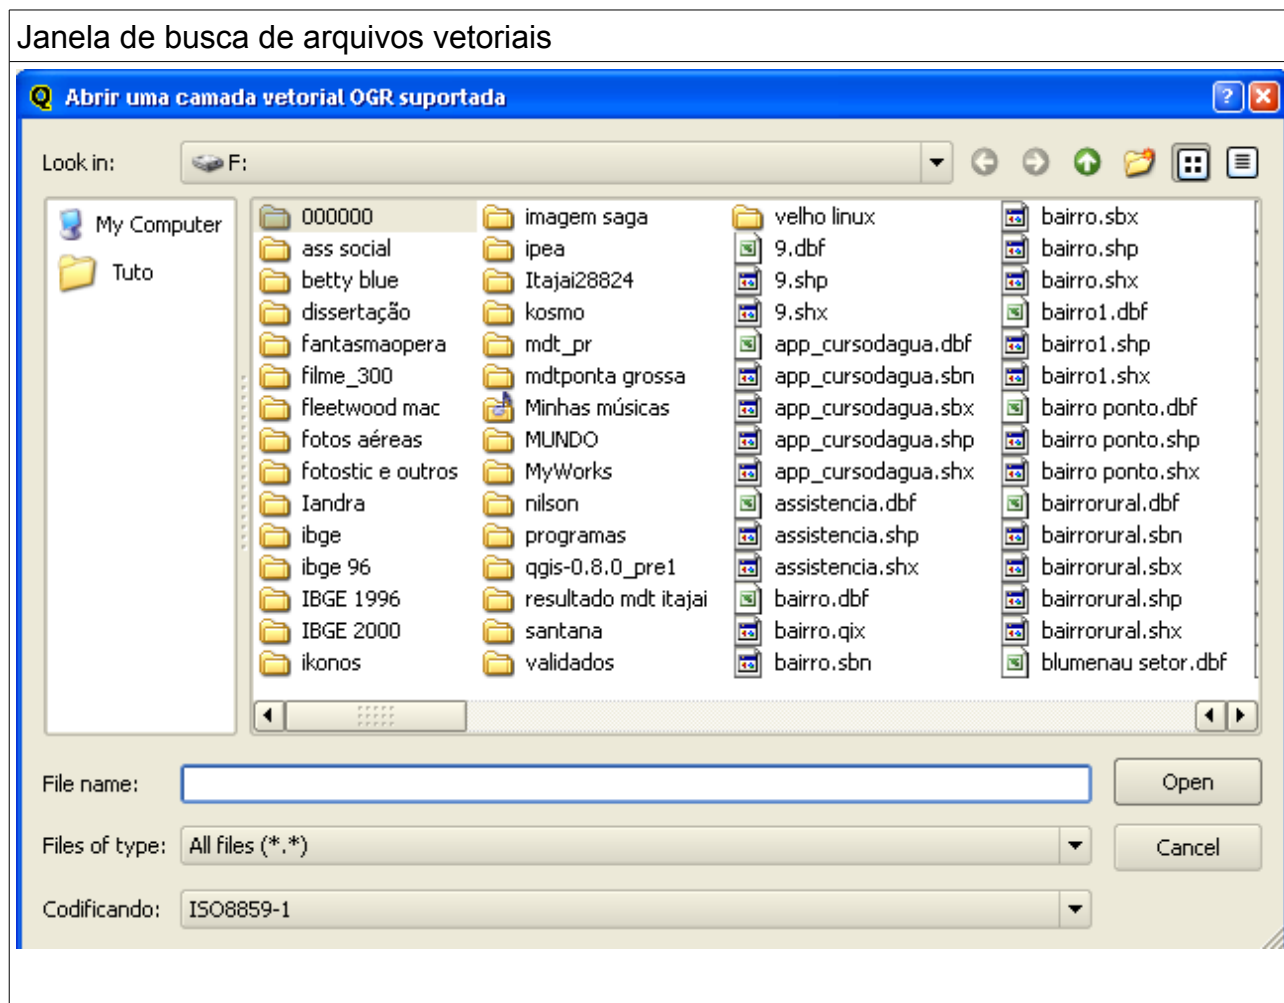 Janela de busca de arquivos vetoriais
Abrir uma camada vetorial OGR suportada
Look in: F:
My Computer
Tuto
000000
ass social
betty blue
dissertação
fantasmaopera
filme_300
fleetwood mac
fotos aéreas
fotostic e outros
Iandra
ibge
ibge 96
IBGE 1996
IBGE 2000
ikonos
imagem saga
ipea
Itajai28824
kosmo
mdt_pr
mdtponta grossa
Minhas músicas
MUNDO
MyWorks
nilson
programas
qgis-0.8.0_pre1
resultado mdt itajai
santana
validados
velho linux
9.dbf
9.shp
9.shx
app_cursodagua.dbf
app_cursodagua.sbn
app_cursodagua.sbx
app_cursodagua.shp
app_cursodagua.shx
assistencia.dbf
assistencia.shp
assistencia.shx
bairro.dbf
bairro.qix
bairro.sbn
bairro.sbx
bairro.shp
bairro.shx
bairro1.dbf
bairro1.shp
bairro1.shx
bairro ponto.dbf
bairro ponto.shp
bairro ponto.shx
bairrorural.dbf
bairrorural.sbn
bairrorural.sbx
bairrorural.shp
bairrorural.shx
blumenau setor.dbf
File name: Open
Files of type: All files (*.*) Cancel
Codificando: ISO8859-1